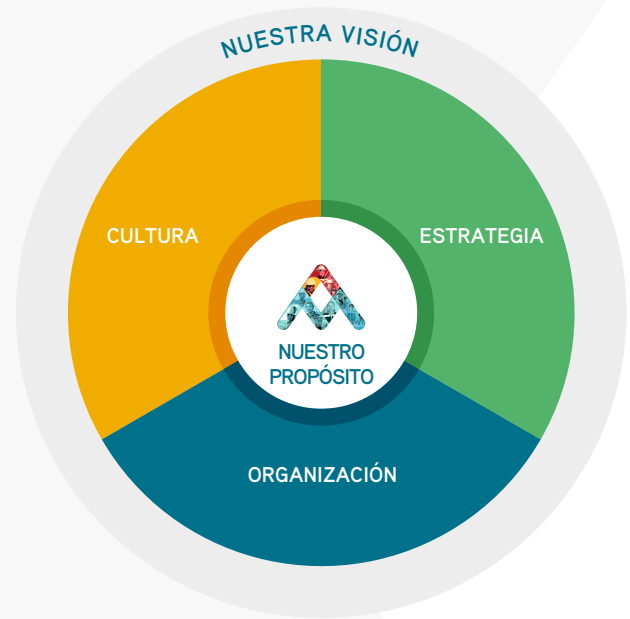 NUESTRA VISIÓN
CULTURA
ESTRATEGIA
NUESTRO
PROPÓSITO
ORGANIZACIÓN